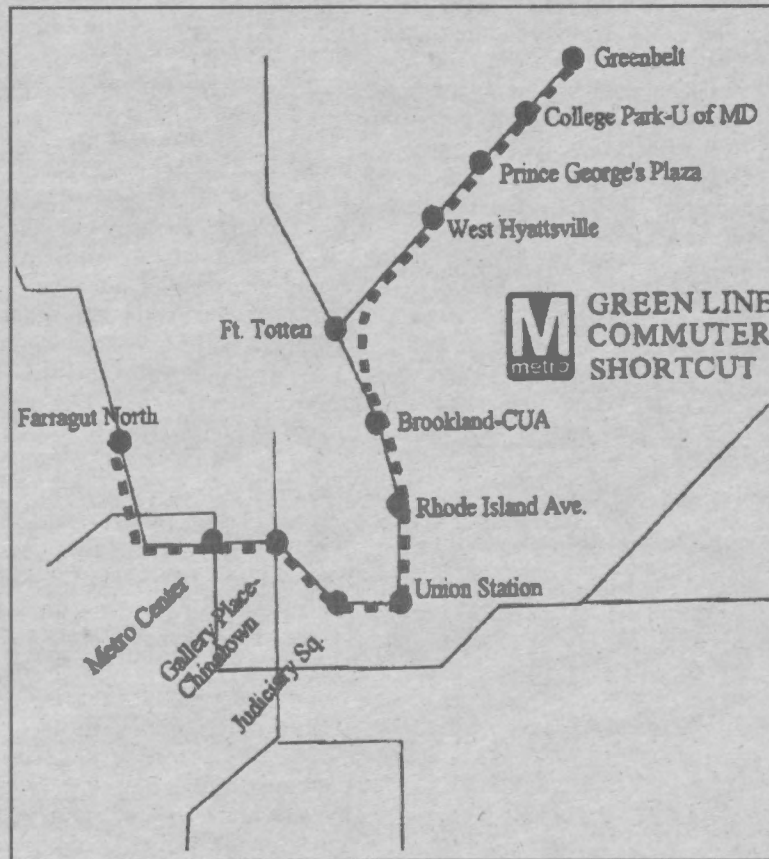 Greenbelt
College Park-U of MD
Prince George's Plaza
West Hyattsville
M
metro
GREEN LINE
COMMUTER
SHORTCUT
Ft. Totten
Farragut North
Brookland-CUA
Rhode Island Ave.
Union Station
Metro Center
Gallery Place-
Chinatown
Judiciary Sq.